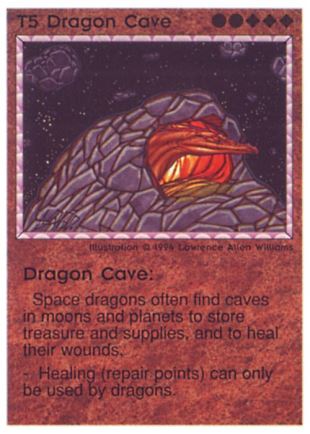 T5 Dragon Cave
Illustration © 1994 Lawrence Allen Williams
Dragon Cave:
Space dragons often find caves
in moons and planets to store
treasure and supplies, and to heal
their wounds.
- Healing (repair points) can only
be used by dragons.